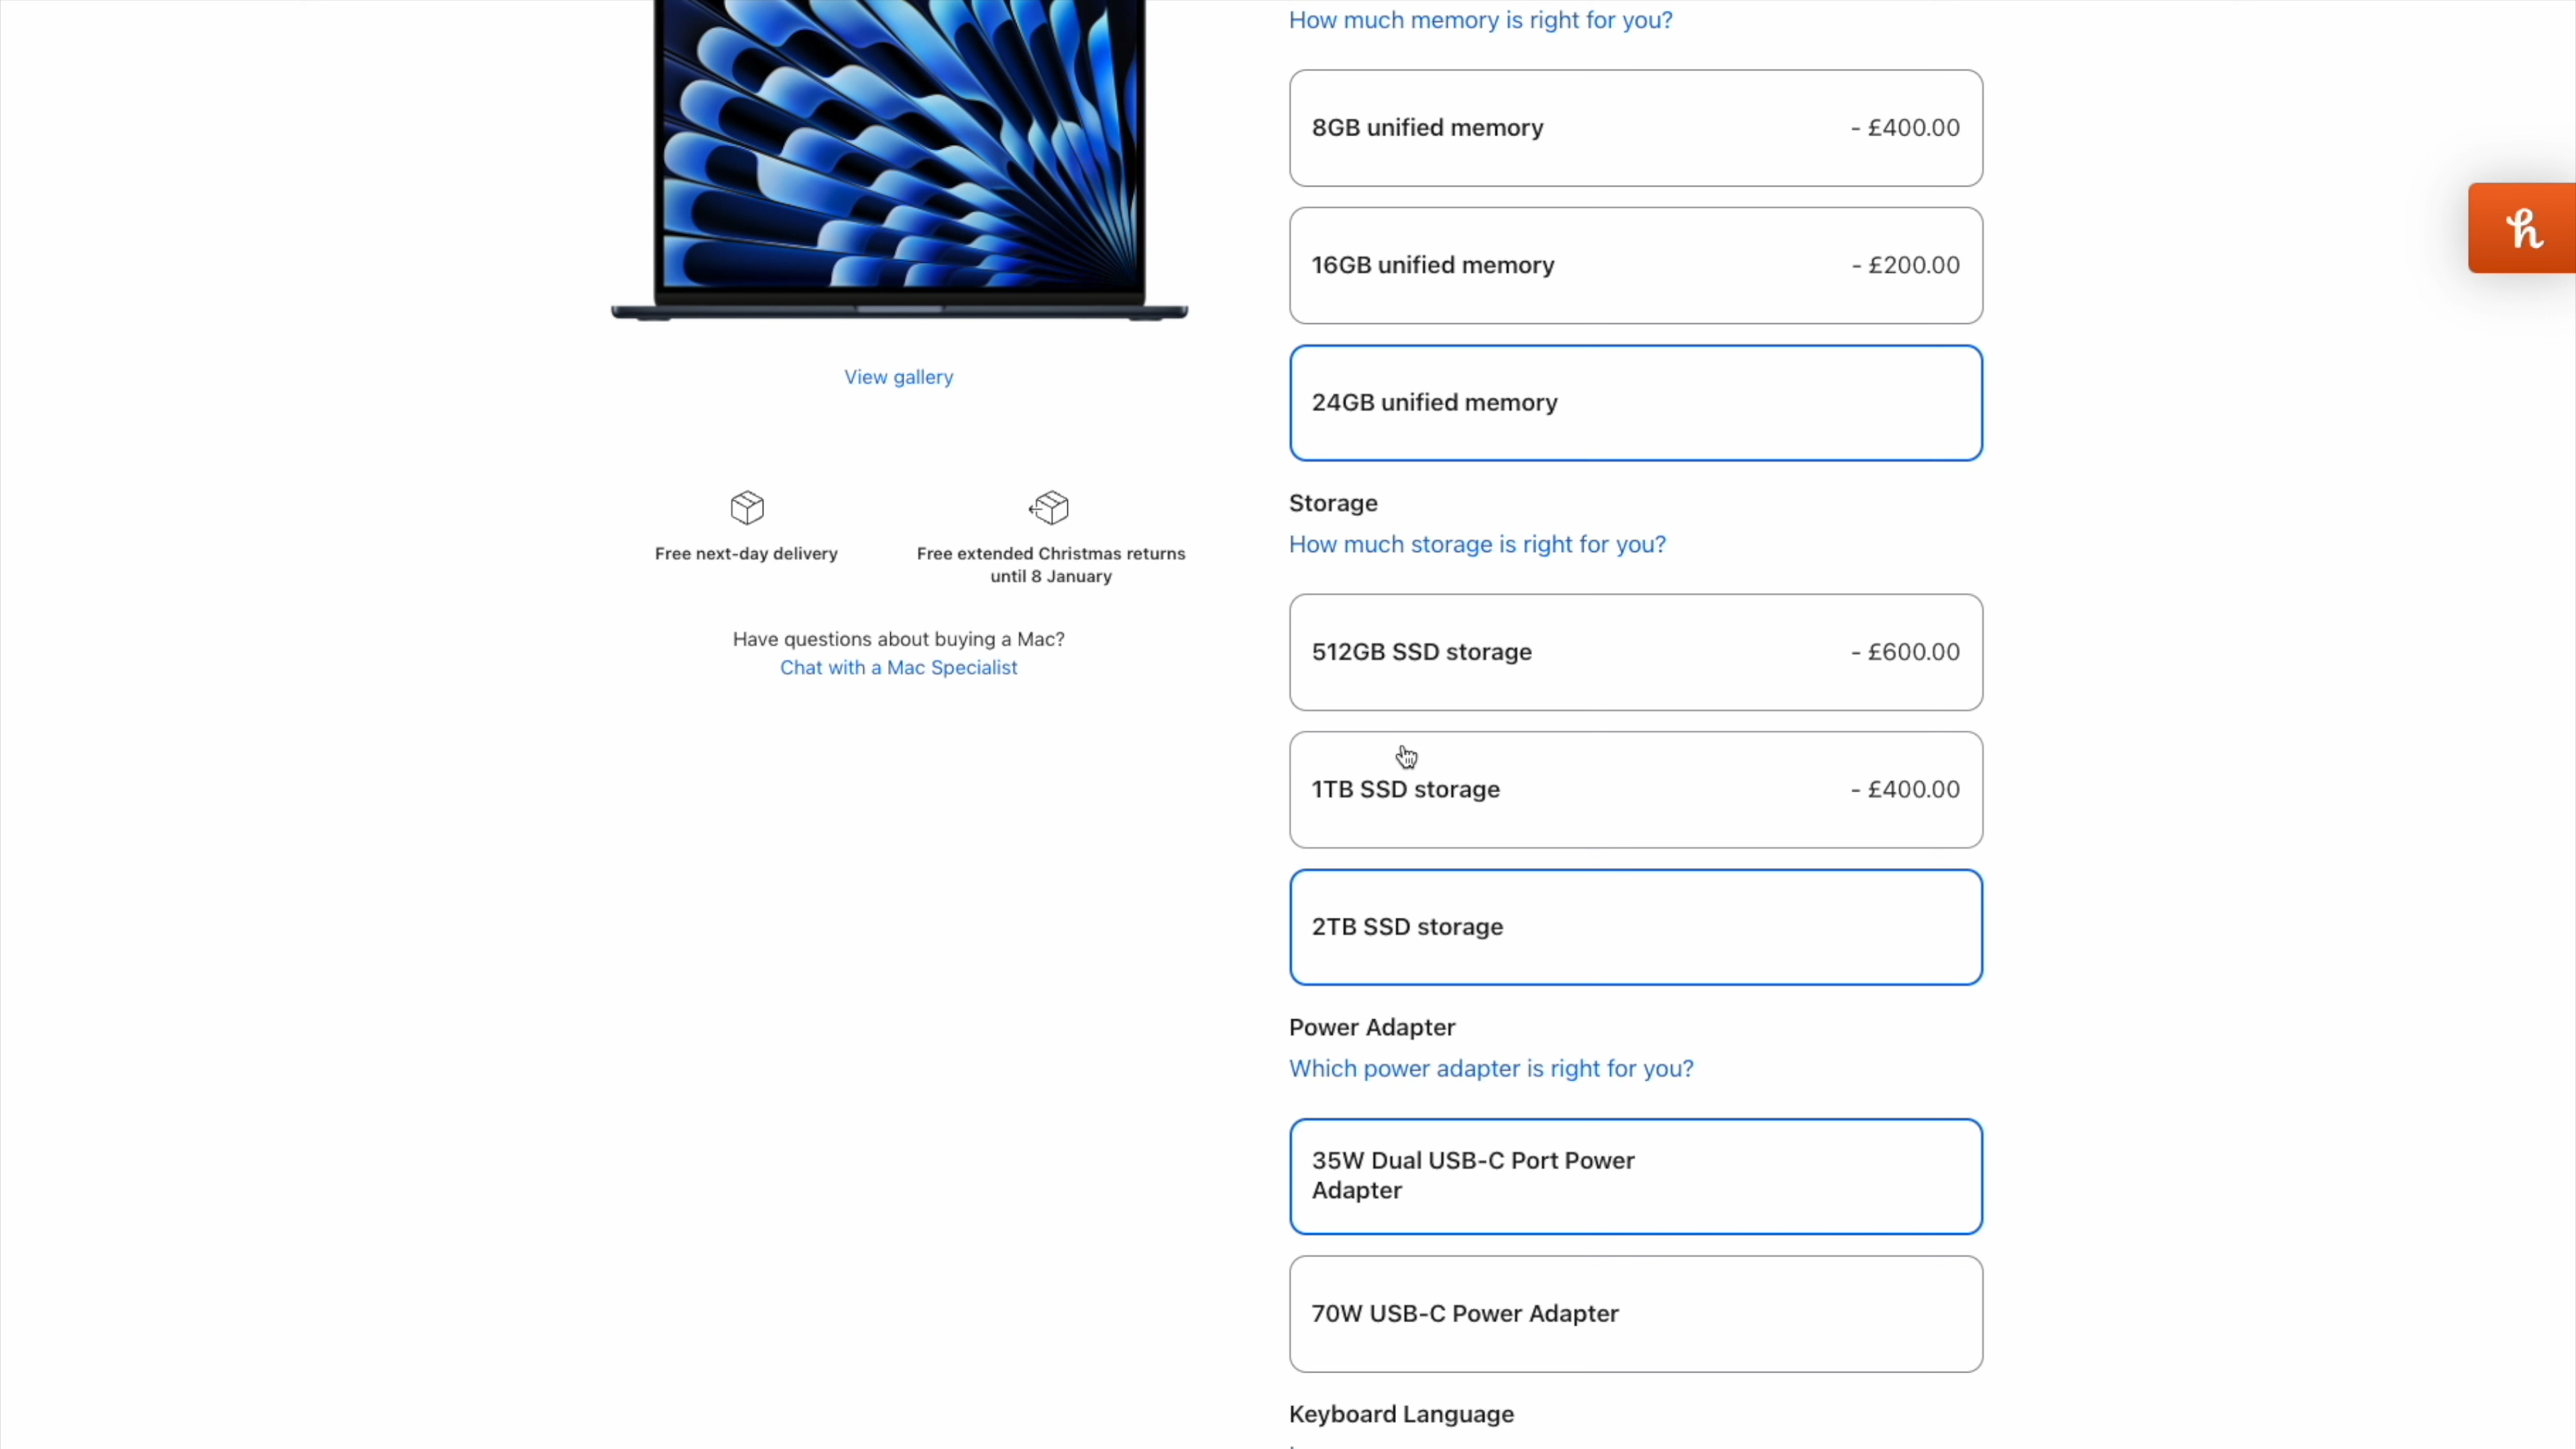 How much memory is right for you?
8GB unified memory - £400.00
16GB unified memory - £200.00
24GB unified memory
View gallery
Free next-day delivery
Free extended Christmas returns
until 8 January
Have questions about buying a Mac?
Chat with a Mac Specialist
Storage
How much storage is right for you?
512GB SSD storage - £600.00
1TB SSD storage - £400.00
2TB SSD storage
Power Adapter
Which power adapter is right for you?
35W Dual USB-C Port Power
Adapter
70W USB-C Power Adapter
Keyboard Language
h